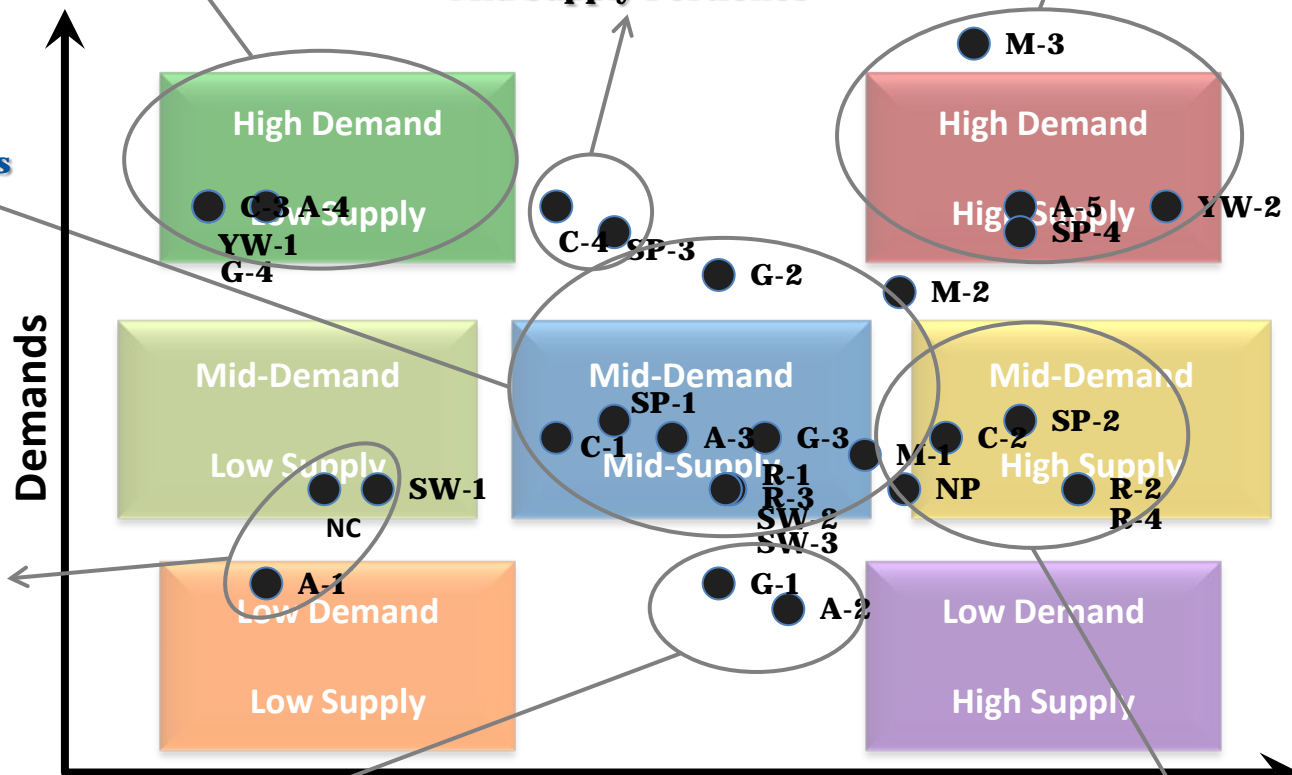 M-3
High Demand
High Demand
s
C-3 A-4
Low Supply
A-5
High Supply
YW-2
YW-1
C-4
SP-3
SP-4
G-4
G-2
M-2
Demands
Mid-Demand
Mid-Demand
Mid-Demand
SP-1
SP-2
C-1
A-3
G-3
M-1
C-2
Low Supply
Mid-Supply
High Supply
SW-1
R-1
R-3
NP
R-2
NC
SW-2
R-4
SW-3
A-1
G-1
Low Demand
A-2
Low Demand
Low Supply
High Supply